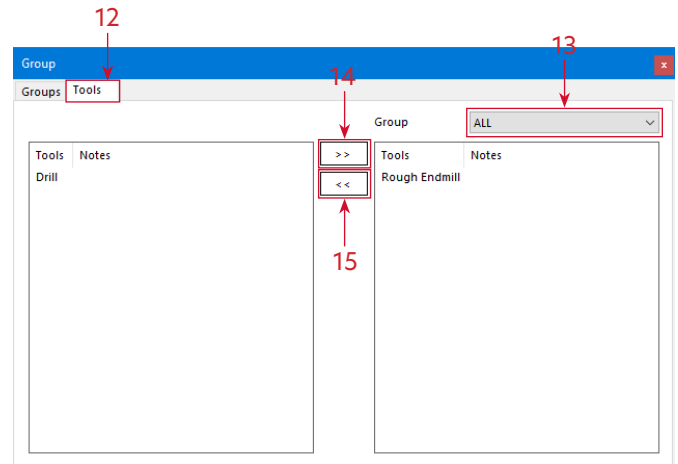 12
13
Group x
14
Groups Tools
Group ALL
Tools Notes >> Tools Notes
Drill << Rough Endmill
15